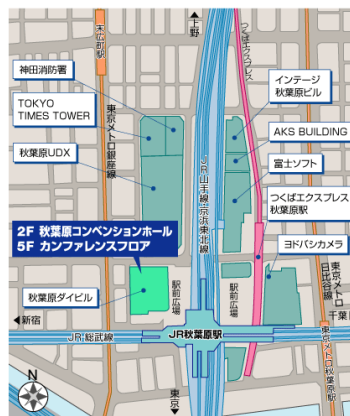 上野
末広町駅
つくばエクスプレス
神田消防署
TOKYO
TIMES TOWER
秋葉原UDX
東京メトロ銀座線
JR山手線・京浜東北線
インテージ
秋葉原ビル
AKS BUILDING
富士ソフト
つくばエクスプレス
秋葉原駅
ヨドバシカメラ
2F 秋葉原コンベンションホール
5F カンファレンスフロア
秋葉原ダイビル
駅前広場
駅前広場
東京メトロ
日比谷線
千葉
新宿
JR総武線
JR秋葉原駅
東京メトロ秋葉原駅
N
東京